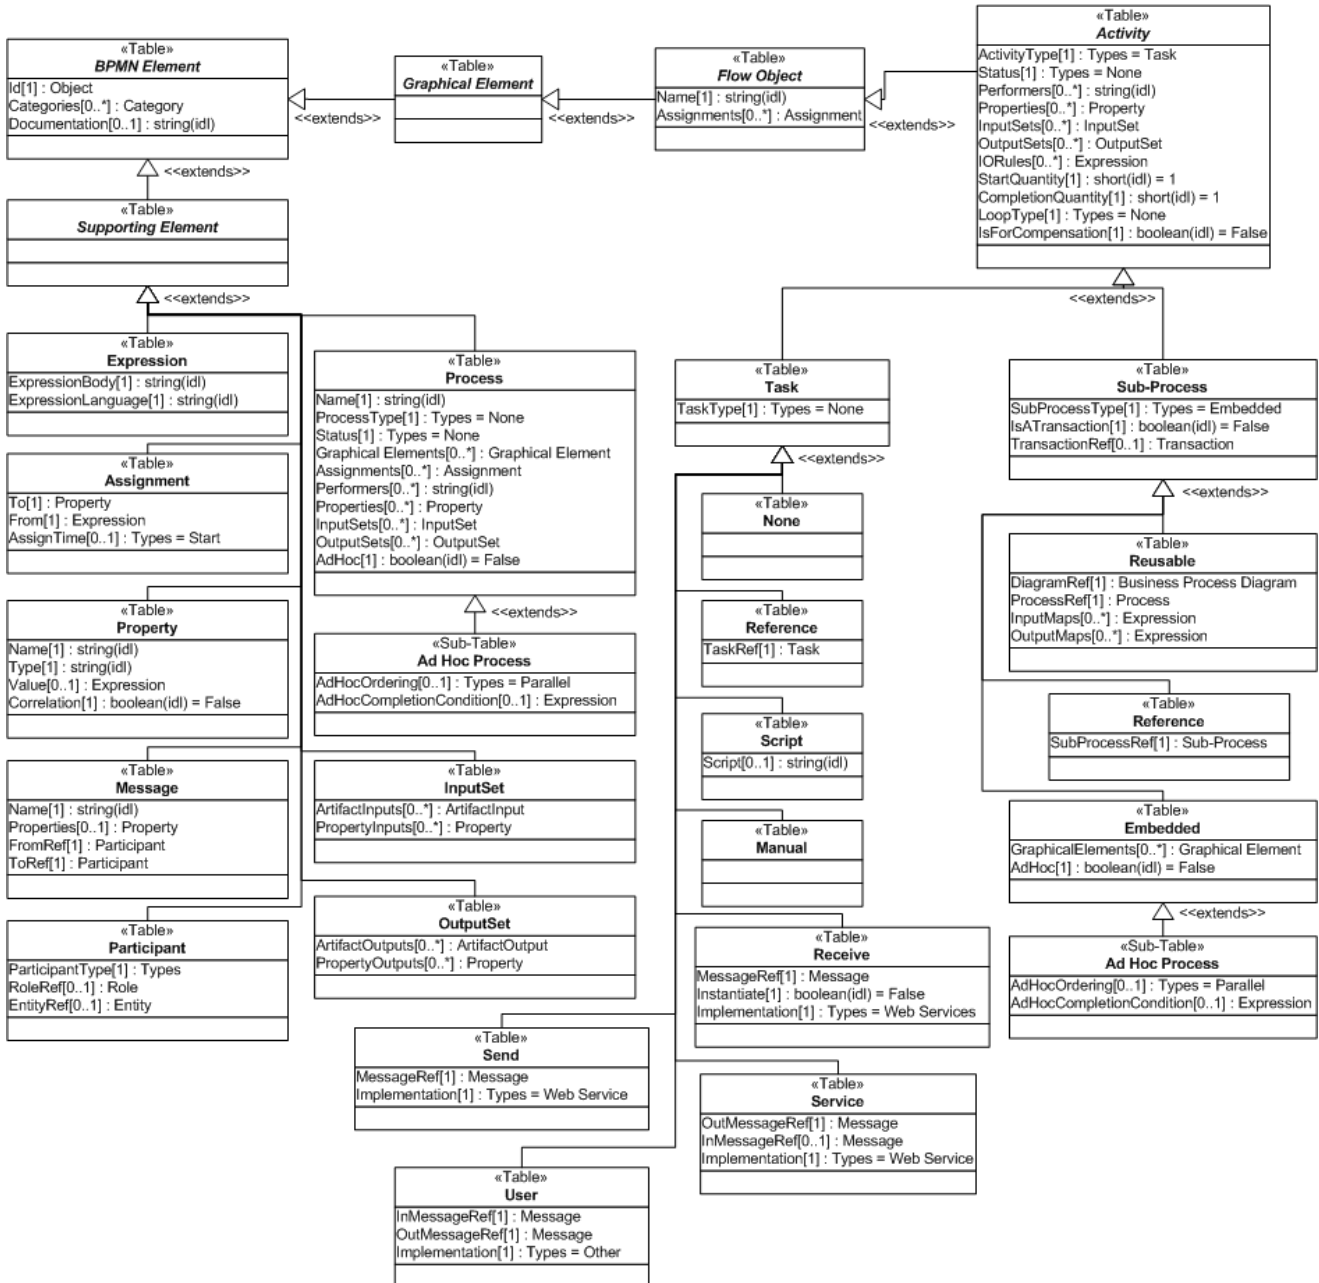 «Table»
BPMN Element
Id[1] : Object
Categories[0..*] : Category
Documentation[0..1] : string(idl)
<<extends>>
«Table»
Graphical Element
<<extends>>
«Table»
Flow Object
Name[1] : string(idl)
Assignments[0..*] : Assignment
<<extends>>
«Table»
Activity
ActivityType[1] : Types = Task
Status[1] : Types = None
Performers[0..*] : string(idl)
Properties[0..*] : Property
InputSets[0..*] : InputSet
OutputSets[0..*] : OutputSet
IORules[0..*] : Expression
StartQuantity[1] : short(idl) = 1
CompletionQuantity[1] : short(idl) = 1
LoopType[1] : Types = None
IsForCompensation[1] : boolean(idl) = False
<<extends>>
<<extends>>
«Table»
Supporting Element
<<extends>>
«Table»
Expression
ExpressionBody[1] : string(idl)
ExpressionLanguage[1] : string(idl)
«Table»
Assignment
To[1] : Property
From[1] : Expression
AssignTime[0..1] : Types = Start
«Table»
Property
Name[1] : string(idl)
Type[1] : string(idl)
Value[0..1] : Expression
Correlation[1] : boolean(idl) = False
«Table»
Message
Name[1] : string(idl)
Properties[0..1] : Property
FromRef[1] : Participant
ToRef[1] : Participant
«Table»
Participant
ParticipantType[1] : Types
RoleRef[0..1] : Role
EntityRef[0..1] : Entity
«Table»
Process
Name[1] : string(idl)
ProcessType[1] : Types = None
Status[1] : Types = None
Graphical Elements[0..*] : Graphical Element
Assignments[0..*] : Assignment
Performers[0..*] : string(idl)
Properties[0..*] : Property
InputSets[0..*] : InputSet
OutputSets[0..*] : OutputSet
AdHoc[1] : boolean(idl) = False
<<extends>>
«Sub-Table»
Ad Hoc Process
AdHocOrdering[0..1] : Types = Parallel
AdHocCompletionCondition[0..1] : Expression
«Table»
InputSet
ArtifactInputs[0..*] : ArtifactInput
PropertyInputs[0..*] : Property
«Table»
OutputSet
ArtifactOutputs[0..*] : ArtifactOutput
PropertyOutputs[0..*] : Property
«Table»
Task
TaskType[1] : Types = None
<<extends>>
«Table»
None
«Table»
Reference
TaskRef[1] : Task
«Table»
Script
Script[0..1] : string(idl)
«Table»
Manual
«Table»
Receive
MessageRef[1] : Message
Instantiate[1] : boolean(idl) = False
Implementation[1] : Types = Web Services
«Table»
Send
MessageRef[1] : Message
Implementation[1] : Types = Web Service
«Table»
Service
OutMessageRef[1] : Message
InMessageRef[0..1] : Message
Implementation[1] : Types = Web Service
«Table»
User
InMessageRef[1] : Message
OutMessageRef[1] : Message
Implementation[1] : Types = Other
«Table»
Sub-Process
SubProcessType[1] : Types = Embedded
IsATransaction[1] : boolean(idl) = False
TransactionRef[0..1] : Transaction
<<extends>>
«Table»
Reusable
DiagramRef[1] : Business Process Diagram
ProcessRef[1] : Process
InputMaps[0..*] : Expression
OutputMaps[0..*] : Expression
«Table»
Reference
SubProcessRef[1] : Sub-Process
«Table»
Embedded
GraphicalElements[0..*] : Graphical Element
AdHoc[1] : boolean(idl) = False
<<extends>>
«Sub-Table»
Ad Hoc Process
AdHocOrdering[0..1] : Types = Parallel
AdHocCompletionCondition[0..1] : Expression